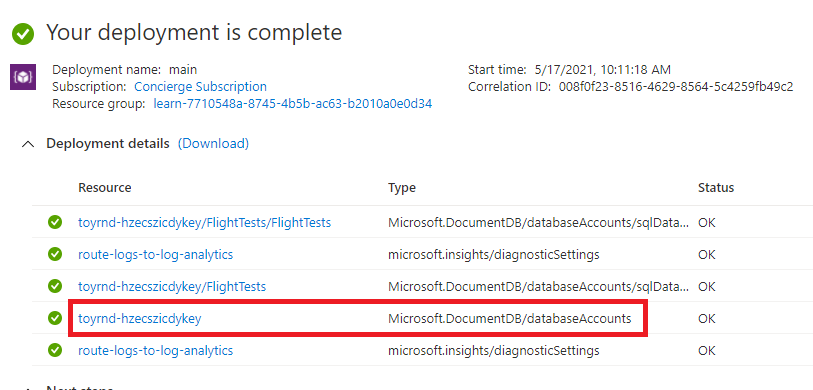 Your deployment is complete
Deployment name: main
Subscription: Concierge Subscription
Resource group: learn-7710548a-8745-4b5b-ac63-b2010a0e0d34
Start time: 5/17/2021, 10:11:18 AM
Correlation ID: 008f0f23-8516-4629-8564-5c4259fb49c2
Deployment details (Download)
Resource Type Status
toyrnd-hzecszicdykey/FlightTests/FlightTests Microsoft.DocumentDB/databaseAccounts/sqlData... OK
route-logs-to-log-analytics microsoft.insights/diagnosticSettings OK
toyrnd-hzecszicdykey/FlightTests Microsoft.DocumentDB/databaseAccounts/sqlData... OK
toyrnd-hzecszicdykey Microsoft.DocumentDB/databaseAccounts OK
route-logs-to-log-analytics microsoft.insights/diagnosticSettings OK
Next steps